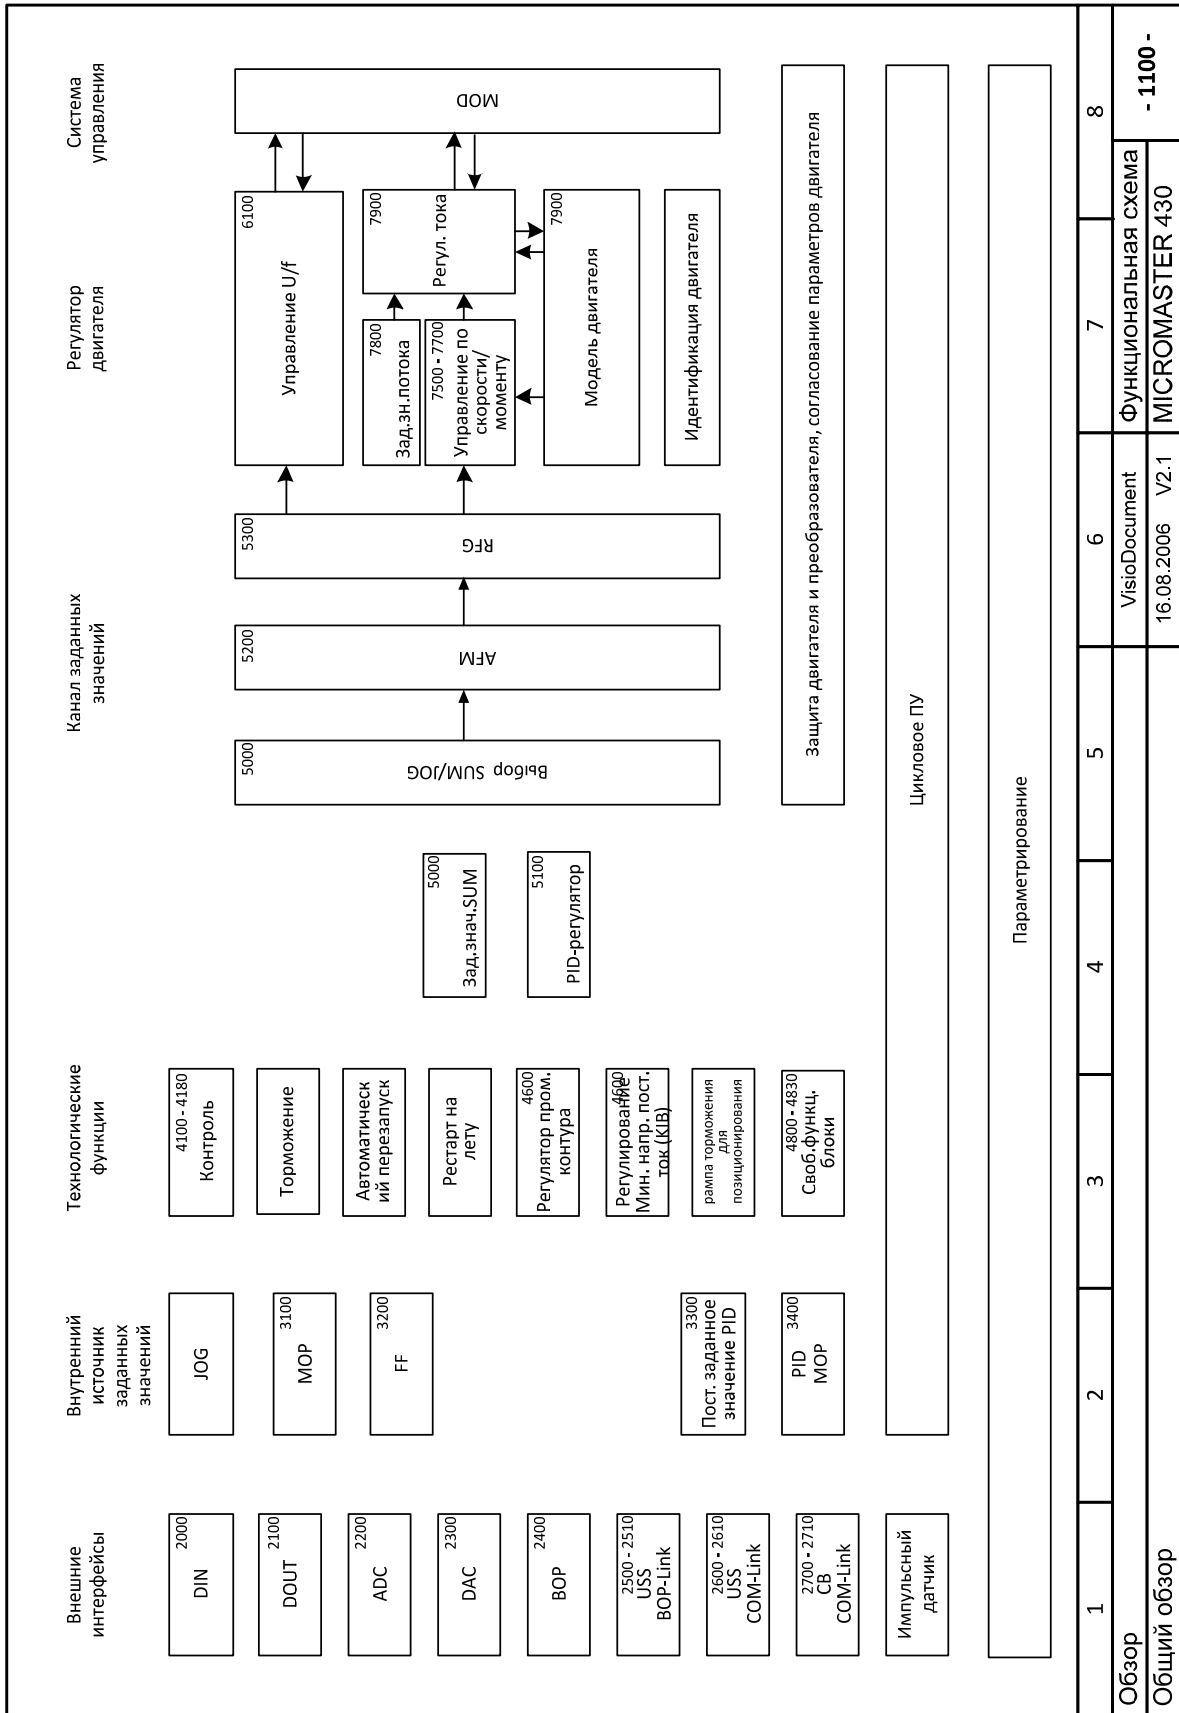 Внешние
интерфейсы
Внутренний
источник
заданных
значений
Технологические
функции
Канал заданных
значений
Регулятор
двигателя
Система
управления
2000
DIN
2100
DOUT
2200
ADC
2300
DAC
2400
BOP
2500 - 2510
USS
BOP-Link
2600 - 2610
USS
COM-Link
2700 - 2710
CB
COM-Link
Импульсный
датчик
JOG
3100
MOP
3200
FF
3300
Пост. заданное
значение PID
3400
PID
MOP
4100 - 4180
Контроль
Торможение
Автоматическ
ий перезапуск
Рестарт на
лету
4600
Регулятор пром.
контура
4600
Регулирование
Мин. напр. пост.
ток (KIB)
рампа торможения
для
позиционирования
4800 - 4830
Своб.функц.
блоки
5000
Зад.знач.SUM
5100
PID-регулятор
5000
Выбор SUM/JOG
5200
AFM
5300
RFG
6100
Управление U/f
7800
Зад.зн.потока
7500 - 7700
Управление по
скорости/
моменту
7900
Регул. тока
7900
Модель двигателя
Идентификация двигателя
MOD
Защита двигателя и преобразователя, согласование параметров двигателя
Цикловое ПУ
Параметрирование
1
2
3
4
5
6
7
8
Обзор
Общий обзор
VisioDocument
16.08.2006 V2.1
Функциональная схема
MICROMASTER 430
- 1100 -